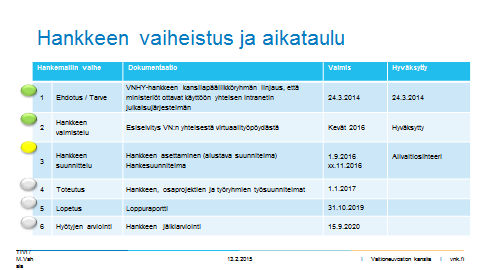 Hankkeen vaiheistus ja aikataulu
Hankemallin vaihe Dokumentaatio Valmis Hyväksytty
1 Ehdotus / Tarve VNHY-hankkeen kansliapäällikköryhmän linjaus, että ministeriöt ottavat käyttöön yhteisen intranetin julkaisujärjestelmän 24.3.2014 24.3.2014
2 Hankkeen valmistelu Esiselvitys VN:n yhteisestä virtuaalityöpöydästä Kevät 2016 Hyväksytty
3 Hankkeen suunnittelu Hankkeen asettaminen (alustava suunnitelma) 1.9.2016 Alivaltiosihteeri
Hankesuunnitelma xx.11.2016
4 Toteutus Hankkeen, osaprojektien ja työryhmien työsuunnitelmat 1.1.2017
5 Lopetus Loppuraportti 31.10.2019
6 Hyötyjen arviointi Hankkeen jälkiarviointi 15.9.2020
M.Vah
12.2.2015 I Valtioneuvoston kanslia I vnk.fi